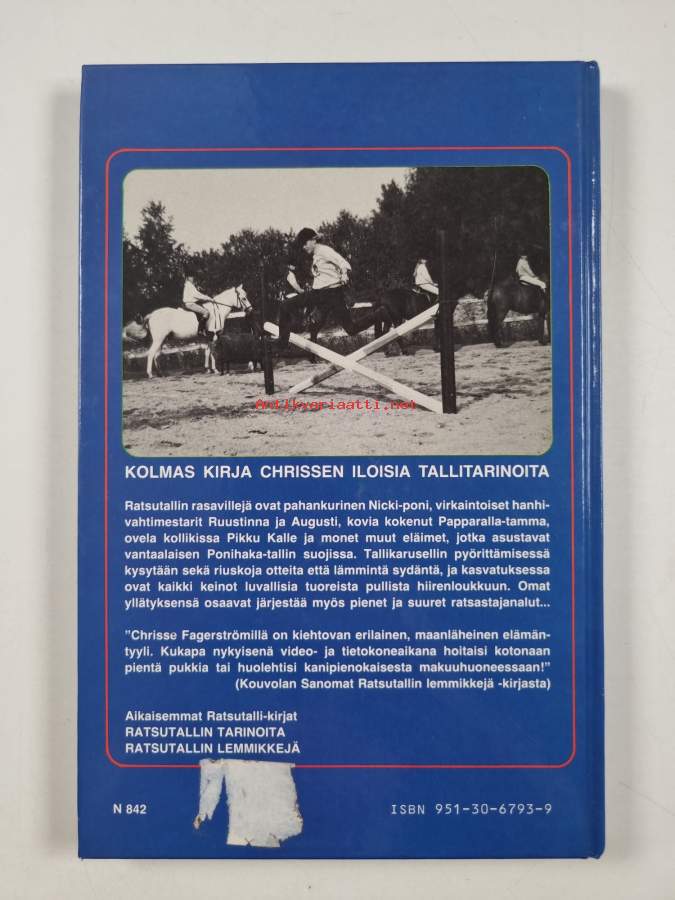 Antikvariaatti.net
KOLMAS KIRJA CHRISSEN ILOISIA TALLITARINOITA
Ratsutallin rasavillejä ovat pahankurinen Nicki-poni, virkaintoiset hanhi-
vahtimestarit Ruustinna ja Augusti, kovia kokenut Papparalla-tamma,
ovela kollikissa Pikku Kalle ja monet muut eläimet, jotka asustavat
vantaalaisen Ponihaka-tallin suojissa. Tallikarusellin pyörittämisessä
kysytään sekä riuskoja otteita että lämmintä sydäntä, ja kasvatuksessa
ovat kaikki keinot luvallisia tuoreista pullista hiirenloukkuun. Omat
yllätyksensä osaavat järjestää myös pienet ja suuret ratsastajanalut...
"Chrisse Fagerströmillä on kiehtovan erilainen, maanläheinen elämän-
tyyli. Kukapa nykyisenä video- ja tietokoneaikana hoitaisi kotonaan
pientä pukkia tai huolehtisi kanipienokaisesta makuuhuoneessaan!"
(Kouvolan Sanomat Ratsutallin lemmikkejä -kirjasta)
Aikaisemmat Ratsutalli-kirjat
RATSUTALLIN TARINOITA
RATSUTALLIN LEMMIKKEJÄ
N 842
ISBN 951-30-6793-9